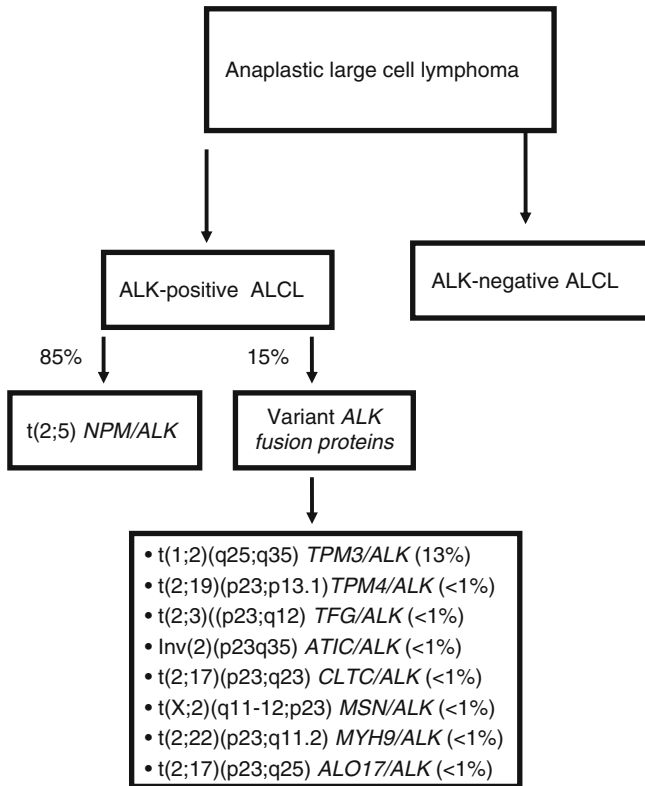 Anaplastic large cell lymphoma
ALK-positive ALCL
ALK-negative ALCL
85%
15%
t(2;5) NPM/ALK
Variant ALK
fusion proteins
• t(1;2)(q25;q35) TPM3/ALK (13%)
• t(2;19)(p23;p13.1)TPM4/ALK (<1%)
• t(2;3)((p23;q12) TFG/ALK (<1%)
• Inv(2)(p23q35) ATIC/ALK (<1%)
• t(2;17)(p23;q23) CLTC/ALK (<1%)
• t(X;2)(q11-12;p23) MSN/ALK (<1%)
• t(2;22)(p23;q11.2) MYH9/ALK (<1%)
• t(2;17)(p23;q25) ALO17/ALK (<1%)